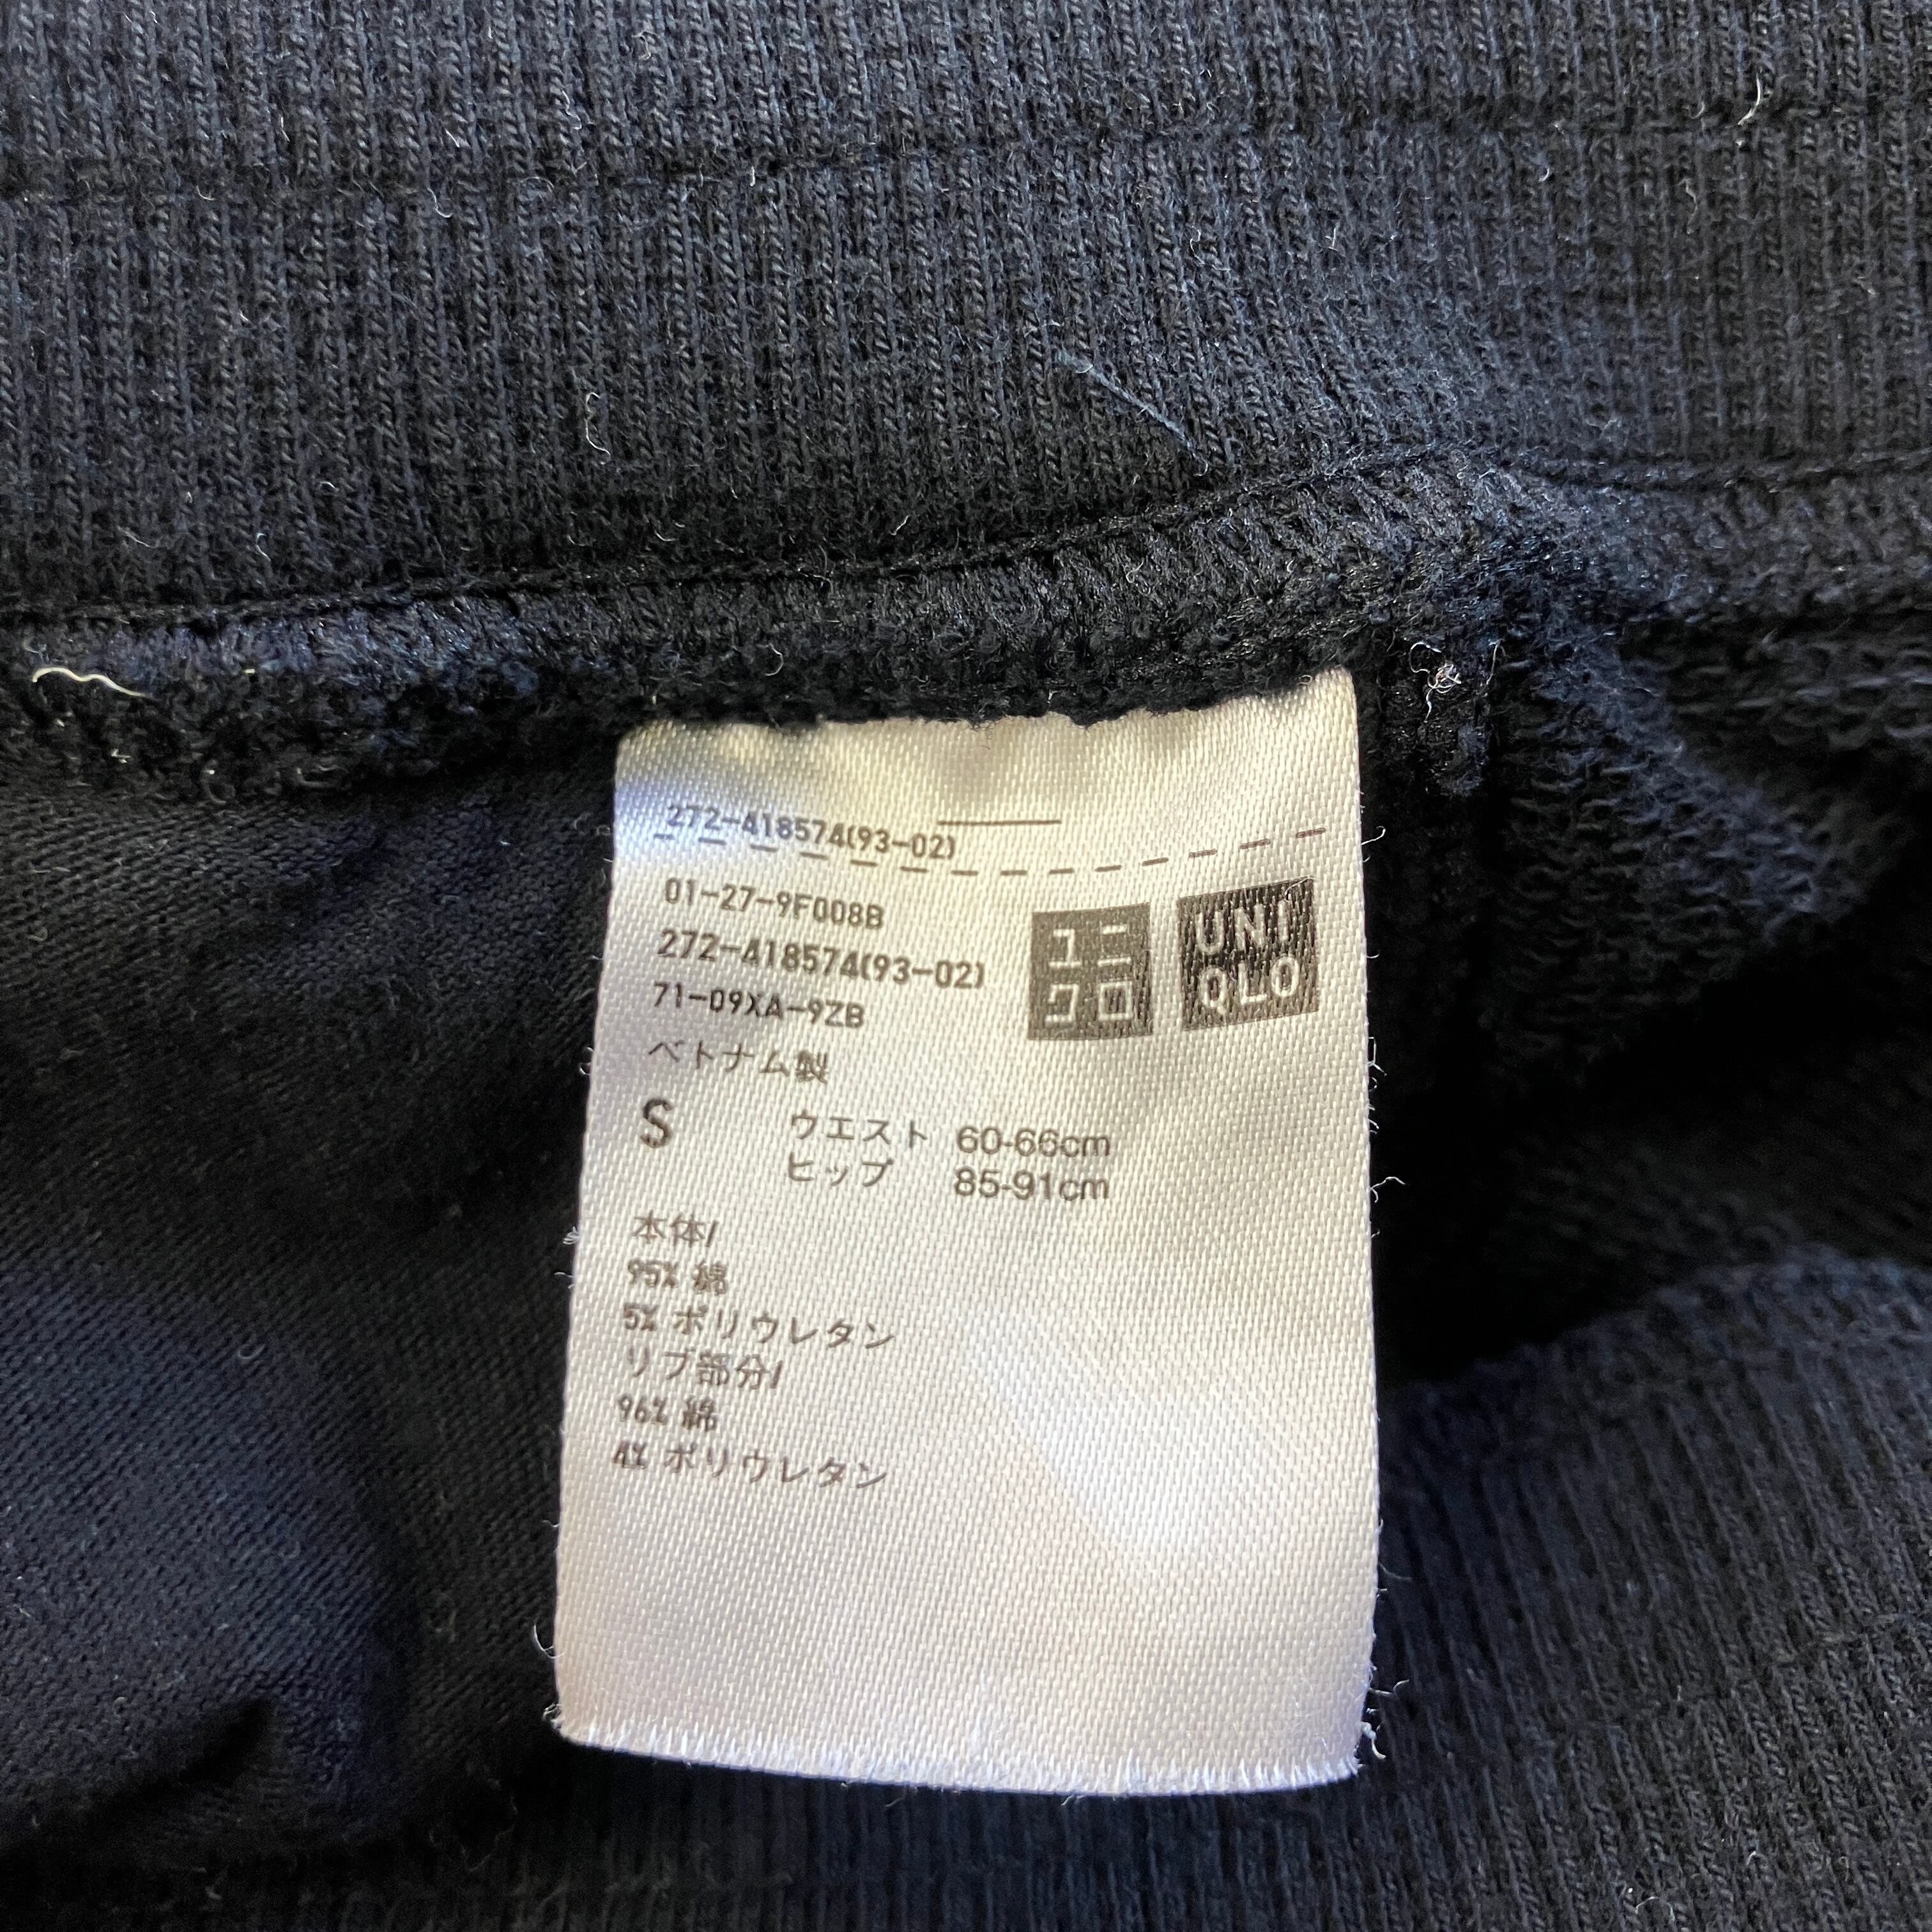 272-418574(93-02)
01-27-9F008B
272-418574(93-02)
71-09XA-9ZB
ユニ
クロ
UNI
QLO
ベトナム製
S ウエスト 60-66cm
ヒップ 85-91cm
本体/
95% 綿
5% ポリウレタン
リブ部分/
96% 綿
4% ポリウレタン